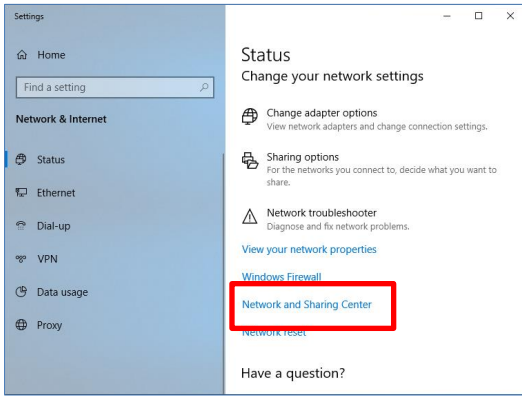 Settings
Home
Find a setting
Network & Internet
Status
Ethernet
Dial-up
VPN
Data usage
Proxy
Status
Change your network settings
Change adapter options
View network adapters and change connection settings.
Sharing options
For the networks you connect to, decide what you want to
share.
Network troubleshooter
Diagnose and fix network problems.
View your network properties
Windows Firewall
Network and Sharing Center
Network reset
Have a question?